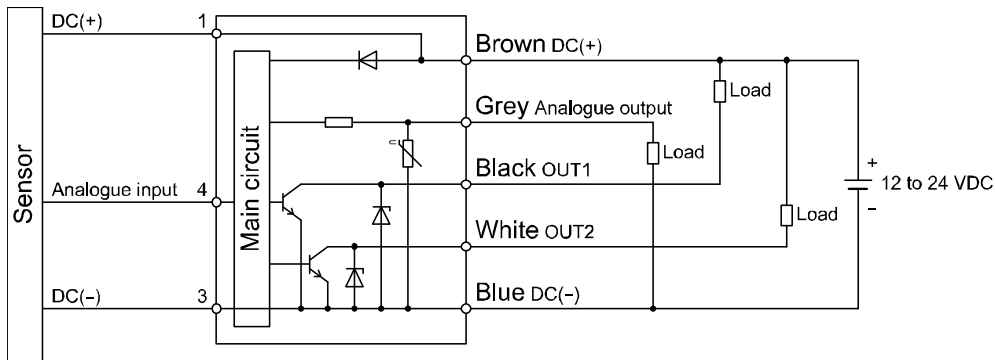 Sensor
DC(+)
1
Analogue input
4
DC(−)
3
Main circuit
U
Brown DC(+)
Grey Analogue output
Black OUT1
White OUT2
Blue DC(−)
Load
Load
Load
+
12 to 24 VDC
−